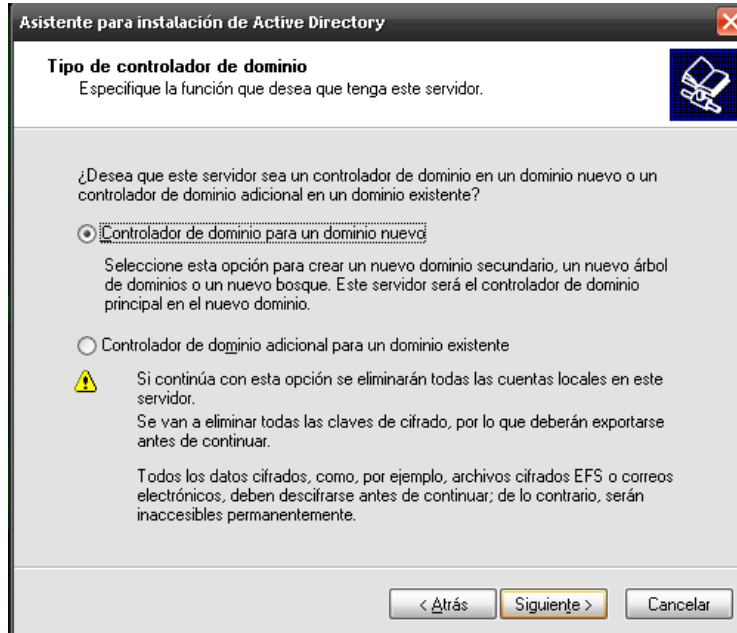 Asistente para instalación de Active Directory
Tipo de controlador de dominio
Especifique la función que desea que tenga este servidor.
¿Desea que este servidor sea un controlador de dominio en un dominio nuevo o un
controlador de dominio adicional en un dominio existente?
Controlador de dominio para un dominio nuevo
Seleccione esta opción para crear un nuevo dominio secundario, un nuevo árbol
de dominios o un nuevo bosque. Este servidor será el controlador de dominio
principal en el nuevo dominio.
Controlador de dominio adicional para un dominio existente
Si continúa con esta opción se eliminarán todas las cuentas locales en este
servidor.
Se van a eliminar todas las claves de cifrado, por lo que deberán exportarse
antes de continuar.
Todos los datos cifrados, como, por ejemplo, archivos cifrados EFS o correos
electrónicos, deben descifrarse antes de continuar; de lo contrario, serán
inaccesibles permanentemente.
< Atrás Siguiente > Cancelar